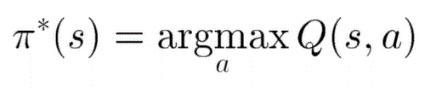 π*(s) = argmax Q(s, a)
a